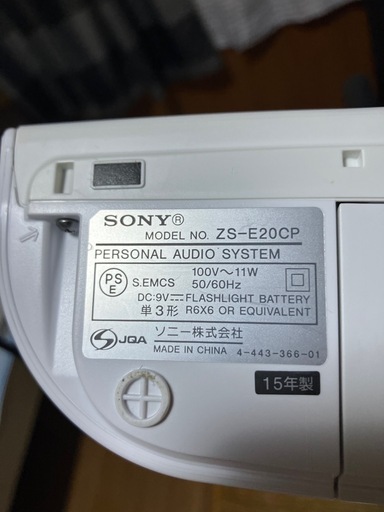 SONY®
MODEL NO. ZS-E20CP
PERSONAL AUDIO SYSTEM
PS E S.EMCS 100V～11W
50/60Hz
DC:9V⎓FLASHLIGHT BATTERY
単3形 R6X6 OR EQUIVALENT
JQA ソニー株式会社
MADE IN CHINA 4-443-366-01
15年製